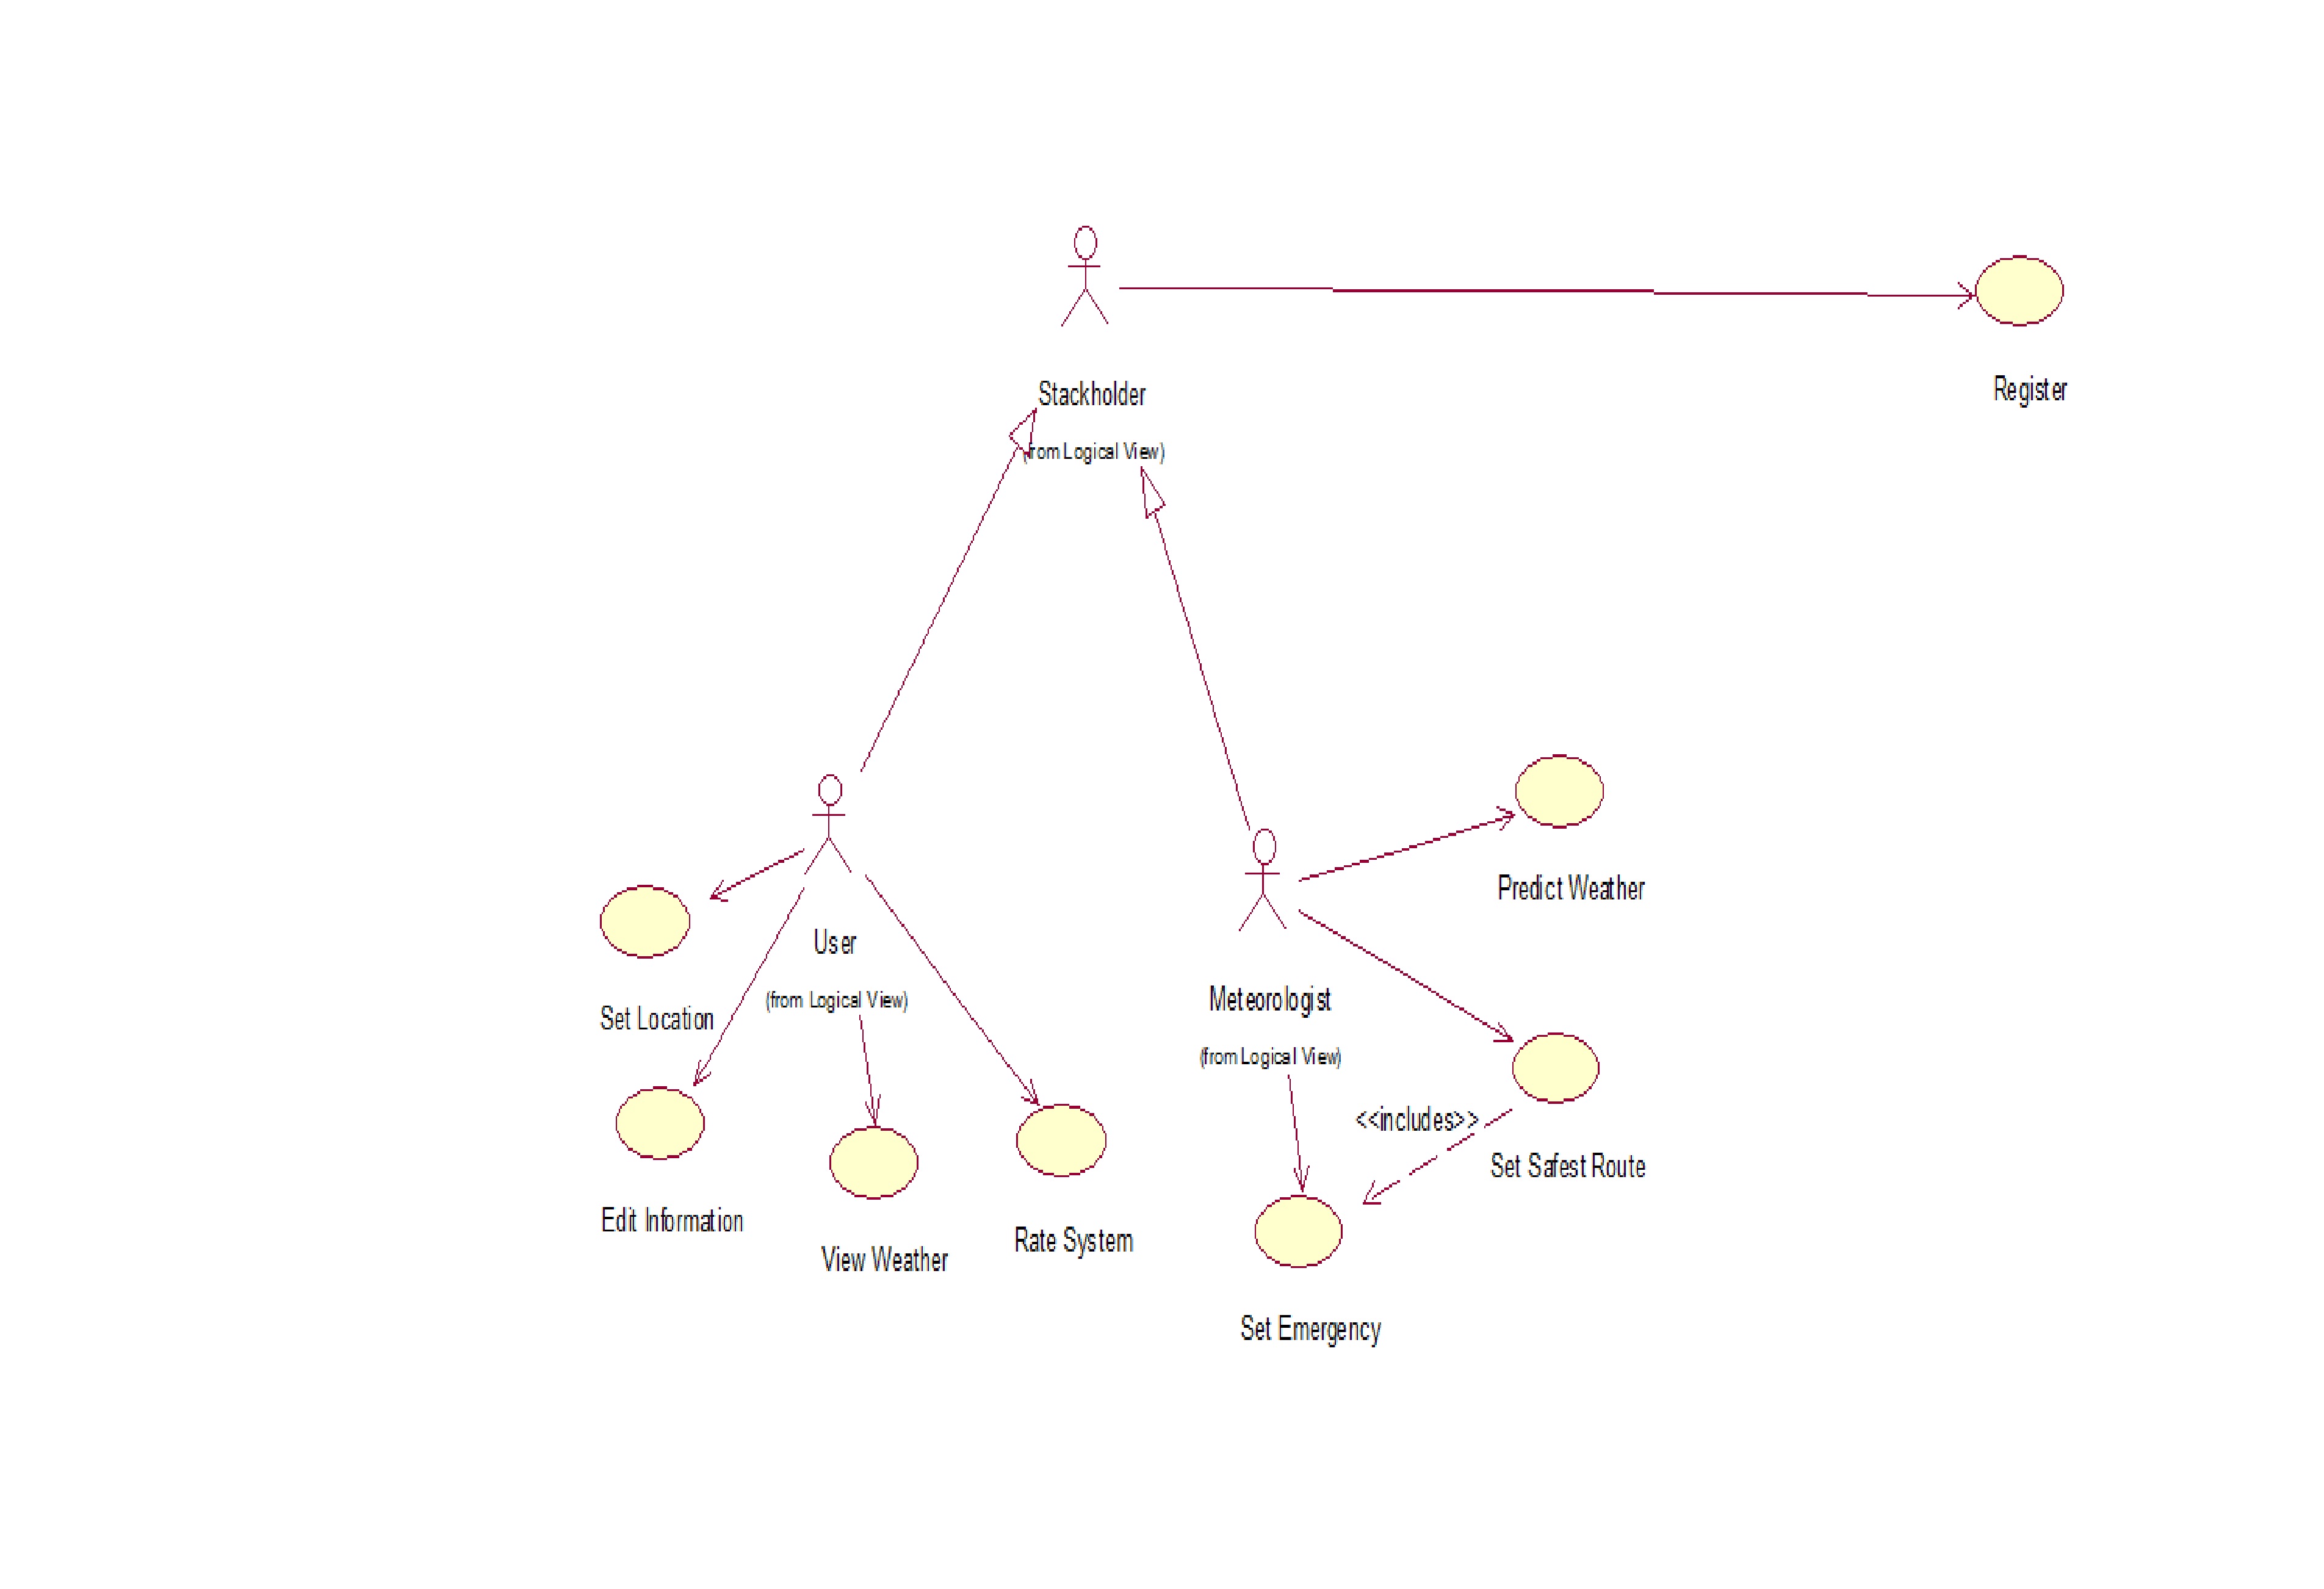 Stackholder
(from Logical View)
Register
User
(from Logical View)
Set Location
Edit Information
View Weather
Rate System
Meteorologist
(from Logical View)
Predict Weather
Set Safest Route
<<includes>>
Set Emergency